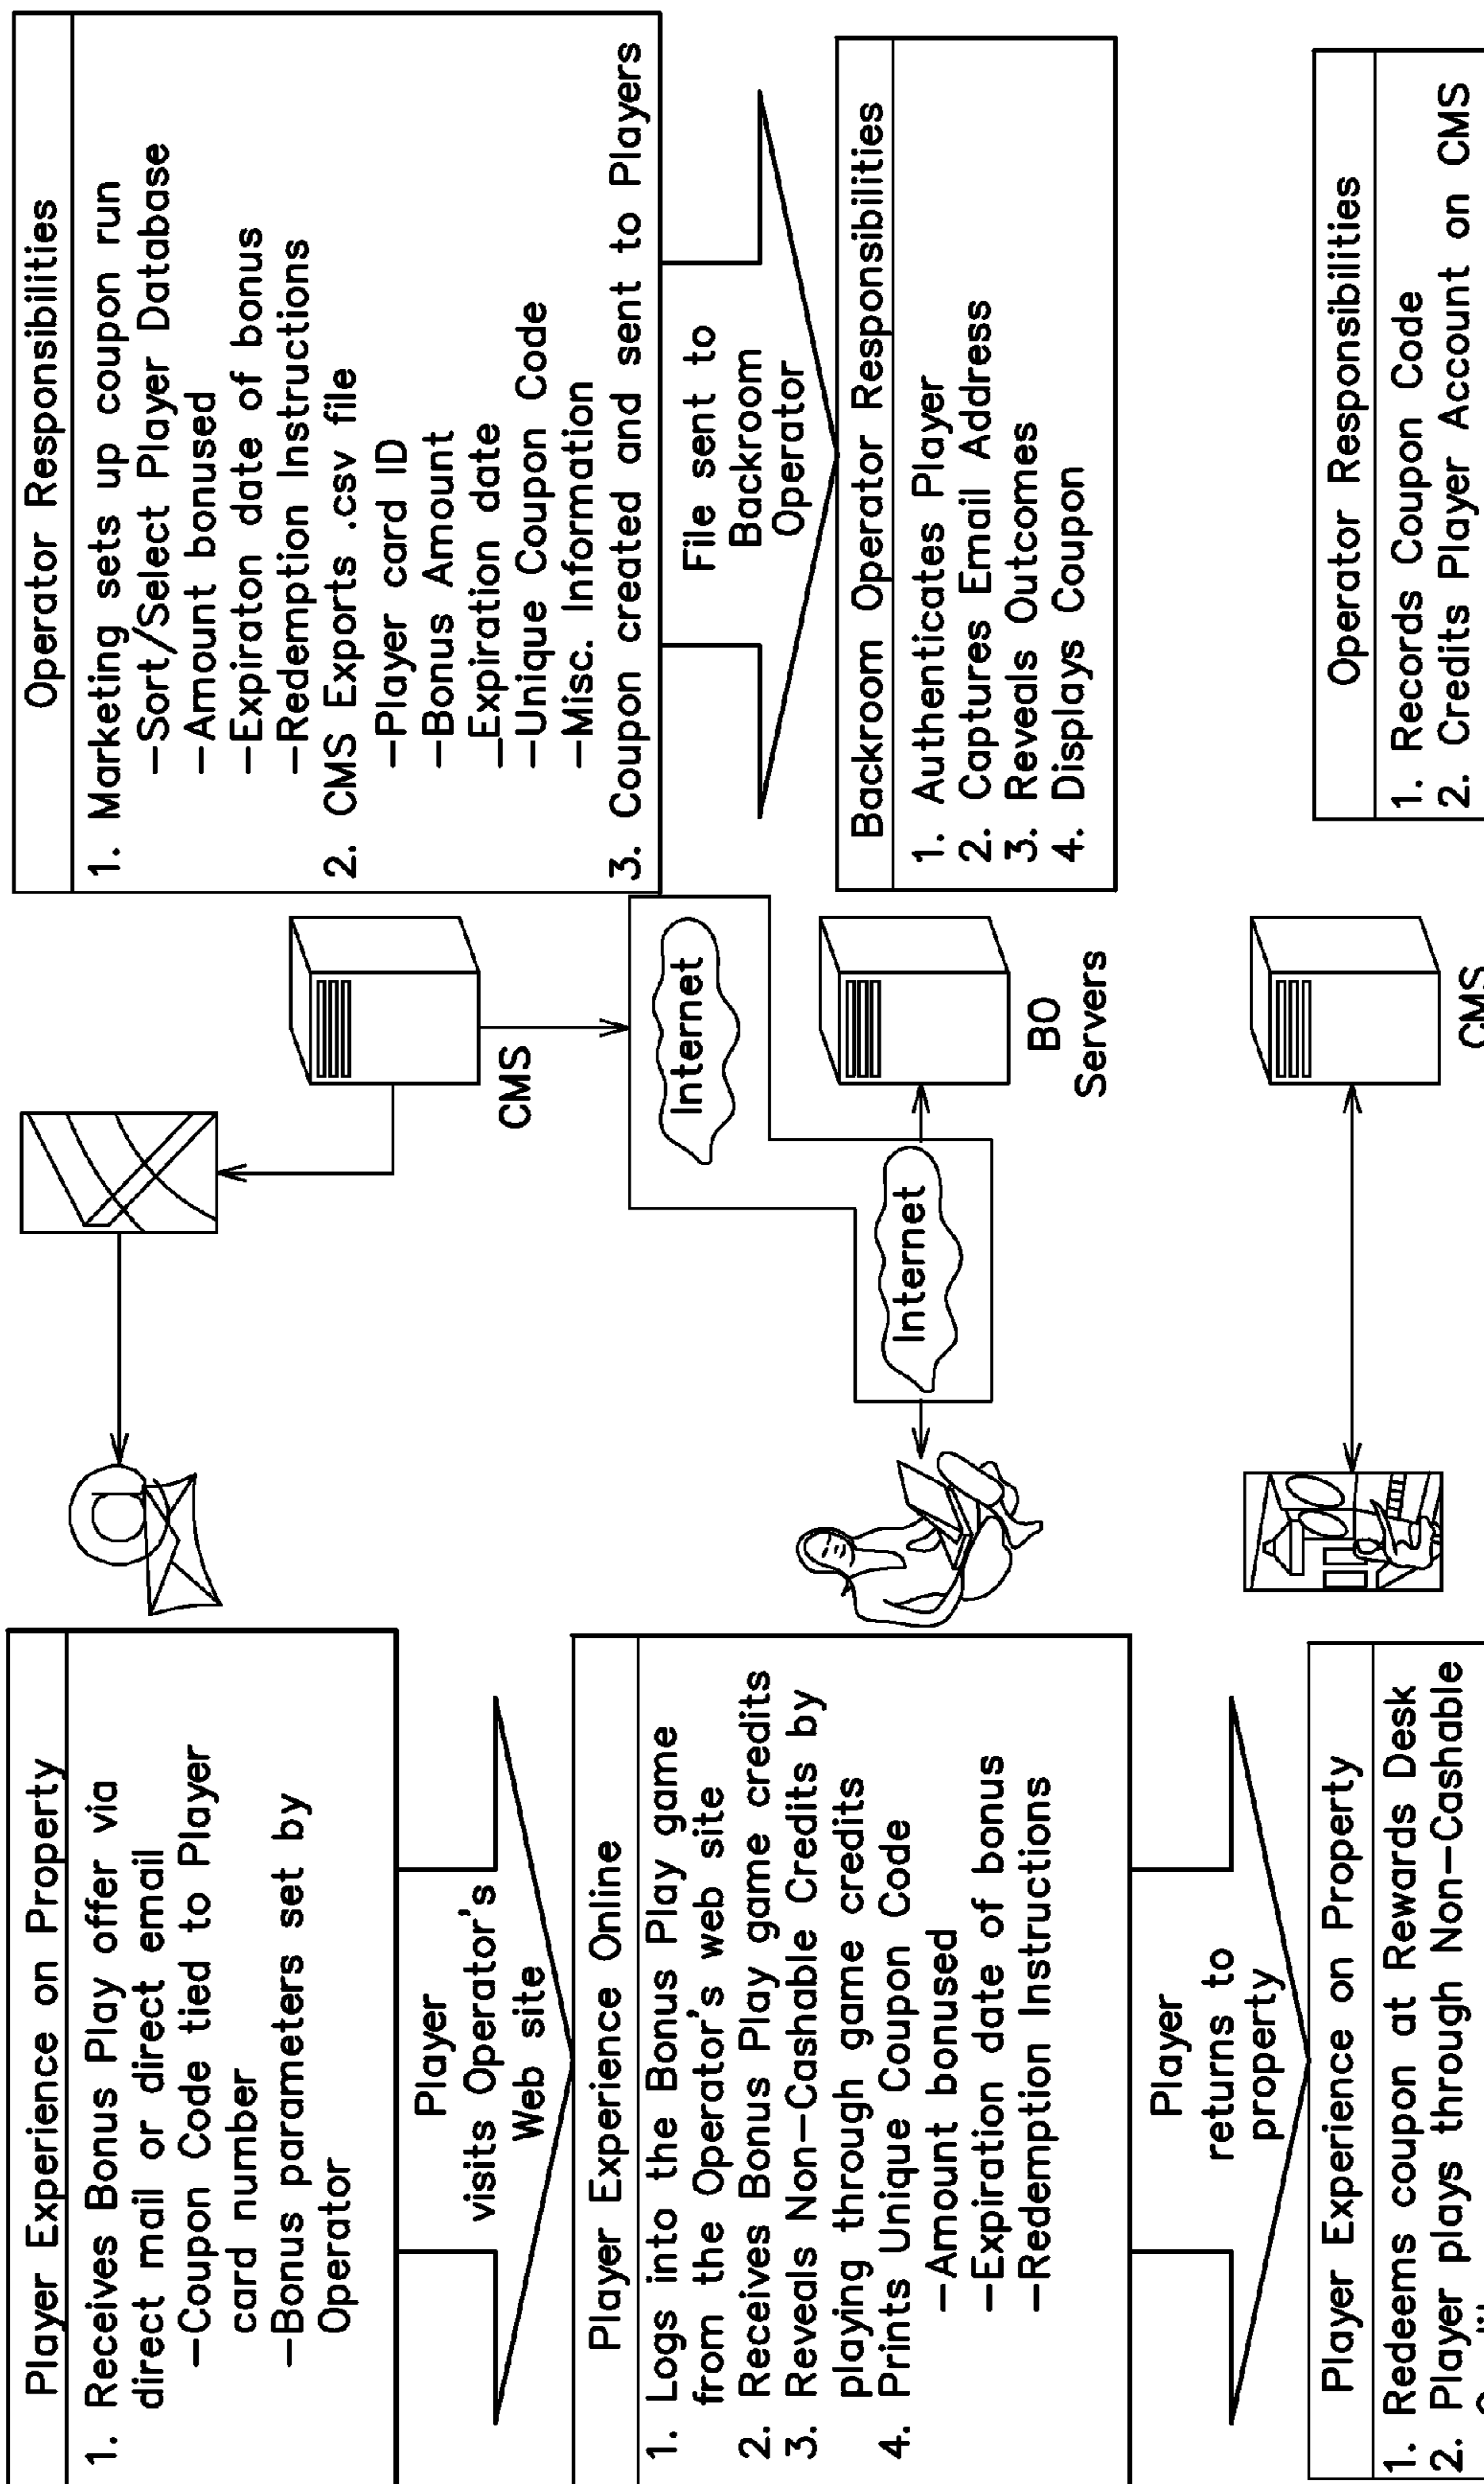 Player Experience on Property
1. Receives Bonus Play offer via
direct mail or direct email
–Coupon Code tied to Player
card number
–Bonus parameters set by
Operator
Player
visits Operator's
Web site
Player Experience Online
1. Logs into the Bonus Play game
from the Operator's web site
2. Receives Bonus Play game credits
3. Reveals Non–Cashable Credits by
playing through game credits
4. Prints Unique Coupon Code
–Amount bonused
–Expiration date of bonus
–Redemption Instructions
Player
returns to
property
Player Experience on Property
1. Redeems coupon at Rewards Desk
2. Player plays through Non–Cashable
CMS
Internet
Internet
BO
Servers
CMS
Operator Responsibilities
1. Marketing sets up coupon run
–Sort/Select Player Database
–Amount bonused
–Expiraton date of bonus
–Redemption Instructions
2. CMS Exports .csv file
–Player card ID
–Bonus Amount
–Expiration date
–Unique Coupon Code
–Misc. Information
3. Coupon created and sent to Players
File sent to
Backroom
Operator
Backroom Operator Responsibilities
1. Authenticates Player
2. Captures Email Address
3. Reveals Outcomes
4. Displays Coupon
Operator Responsibilities
1. Records Coupon Code
2. Credits Player Account on CMS